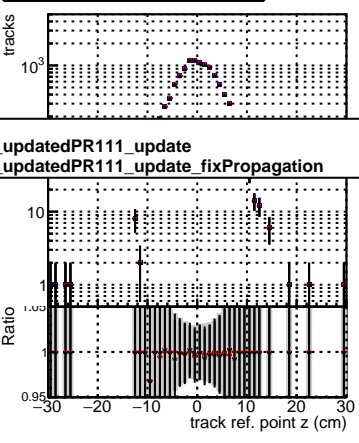 tracks
10³
_updatedPR111_update
_updatedPR111_update_fixPropagation
10
1
1.05
Ratio
1
0.95
−30 −20 −10 0 10 20 30
track ref. point z (cm)